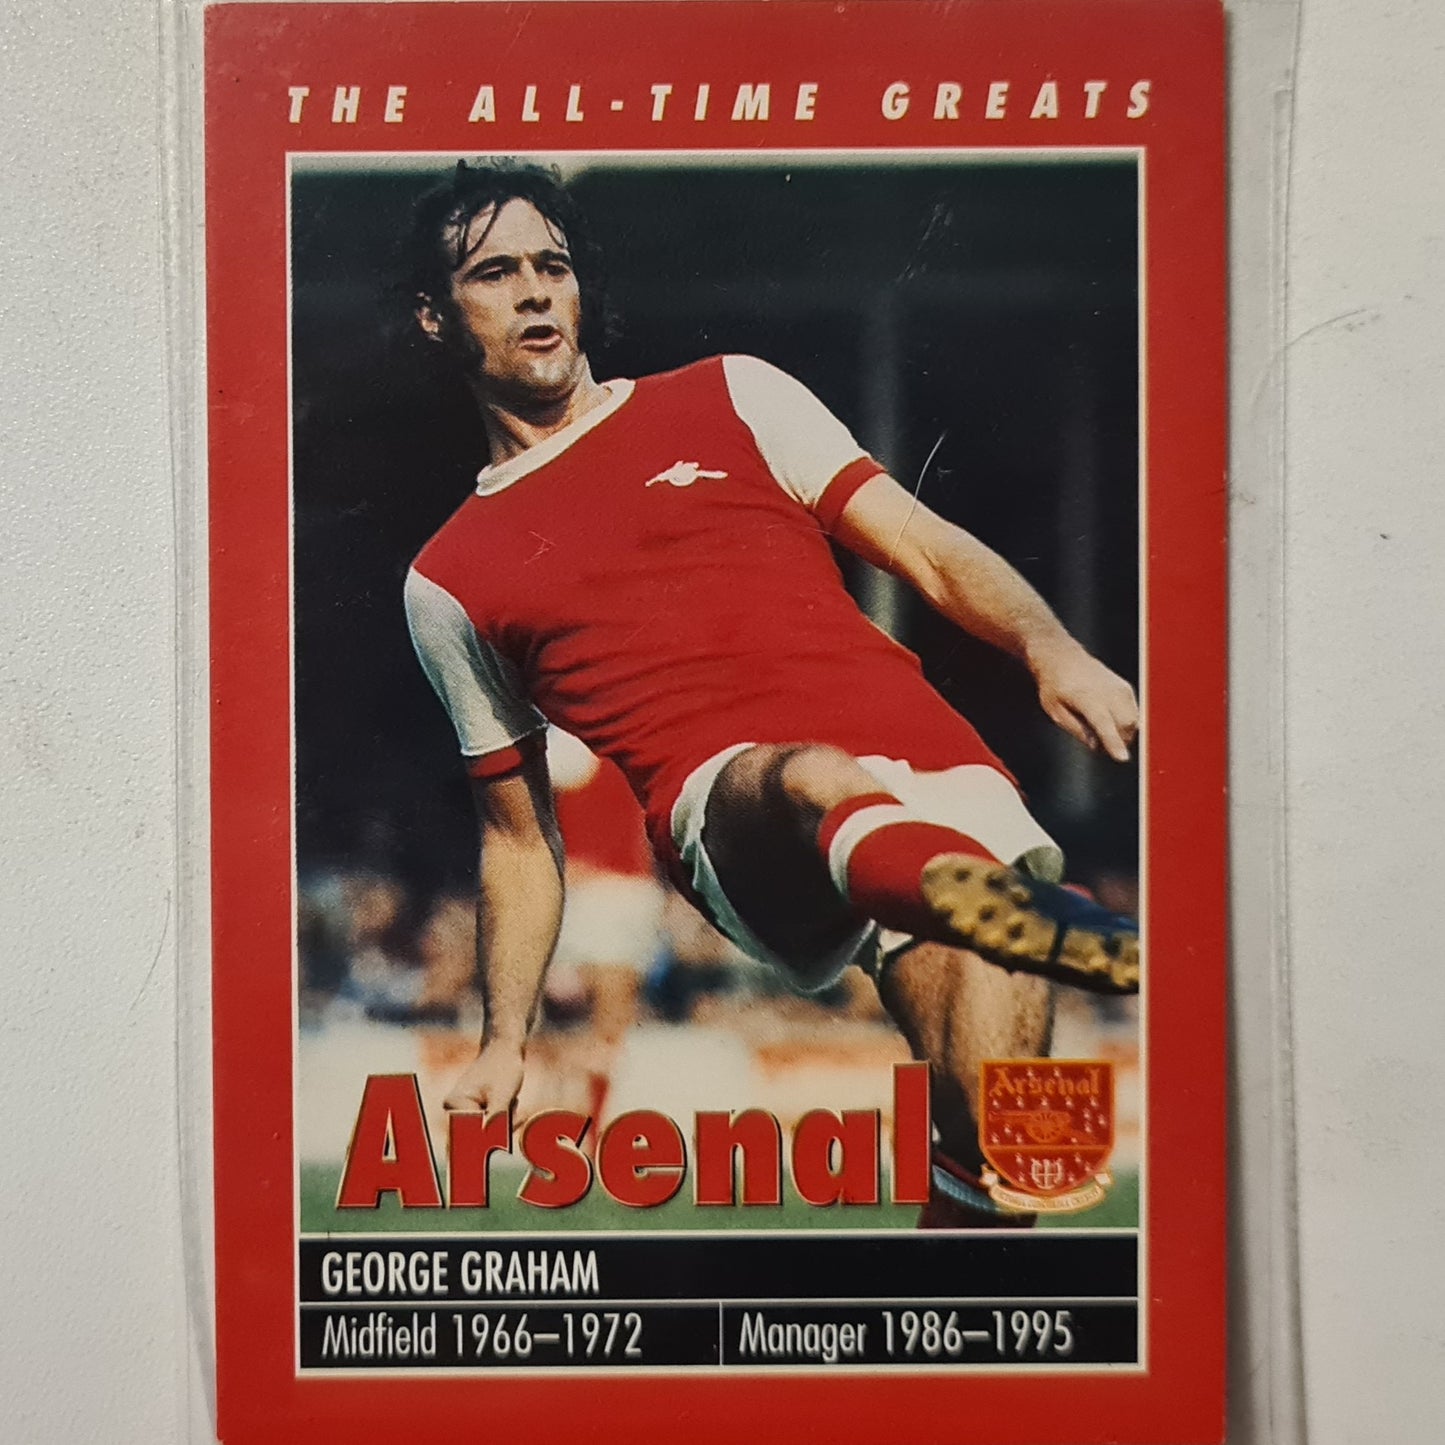 THE ALL-TIME GREATS
Arsenal
Arsenal
GEORGE GRAHAM
Midfield 1966–1972
Manager 1986–1995